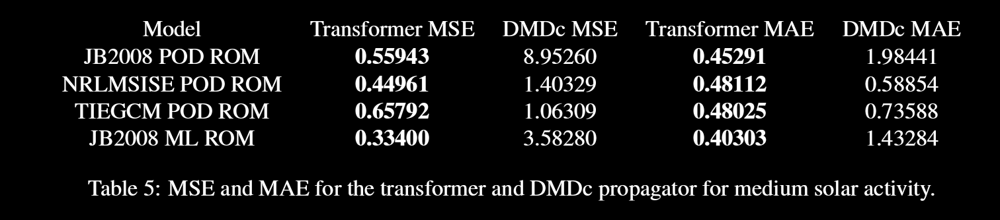 Model Transformer MSE DMDc MSE Transformer MAE DMDc MAE
JB2008 POD ROM 0.55943 8.95260 0.45291 1.98441
NRLMSISE POD ROM 0.44961 1.40329 0.48112 0.58854
TIEGCM POD ROM 0.65792 1.06309 0.48025 0.73588
JB2008 ML ROM 0.33400 3.58280 0.40303 1.43284
Table 5: MSE and MAE for the transformer and DMDc propagator for medium solar activity.